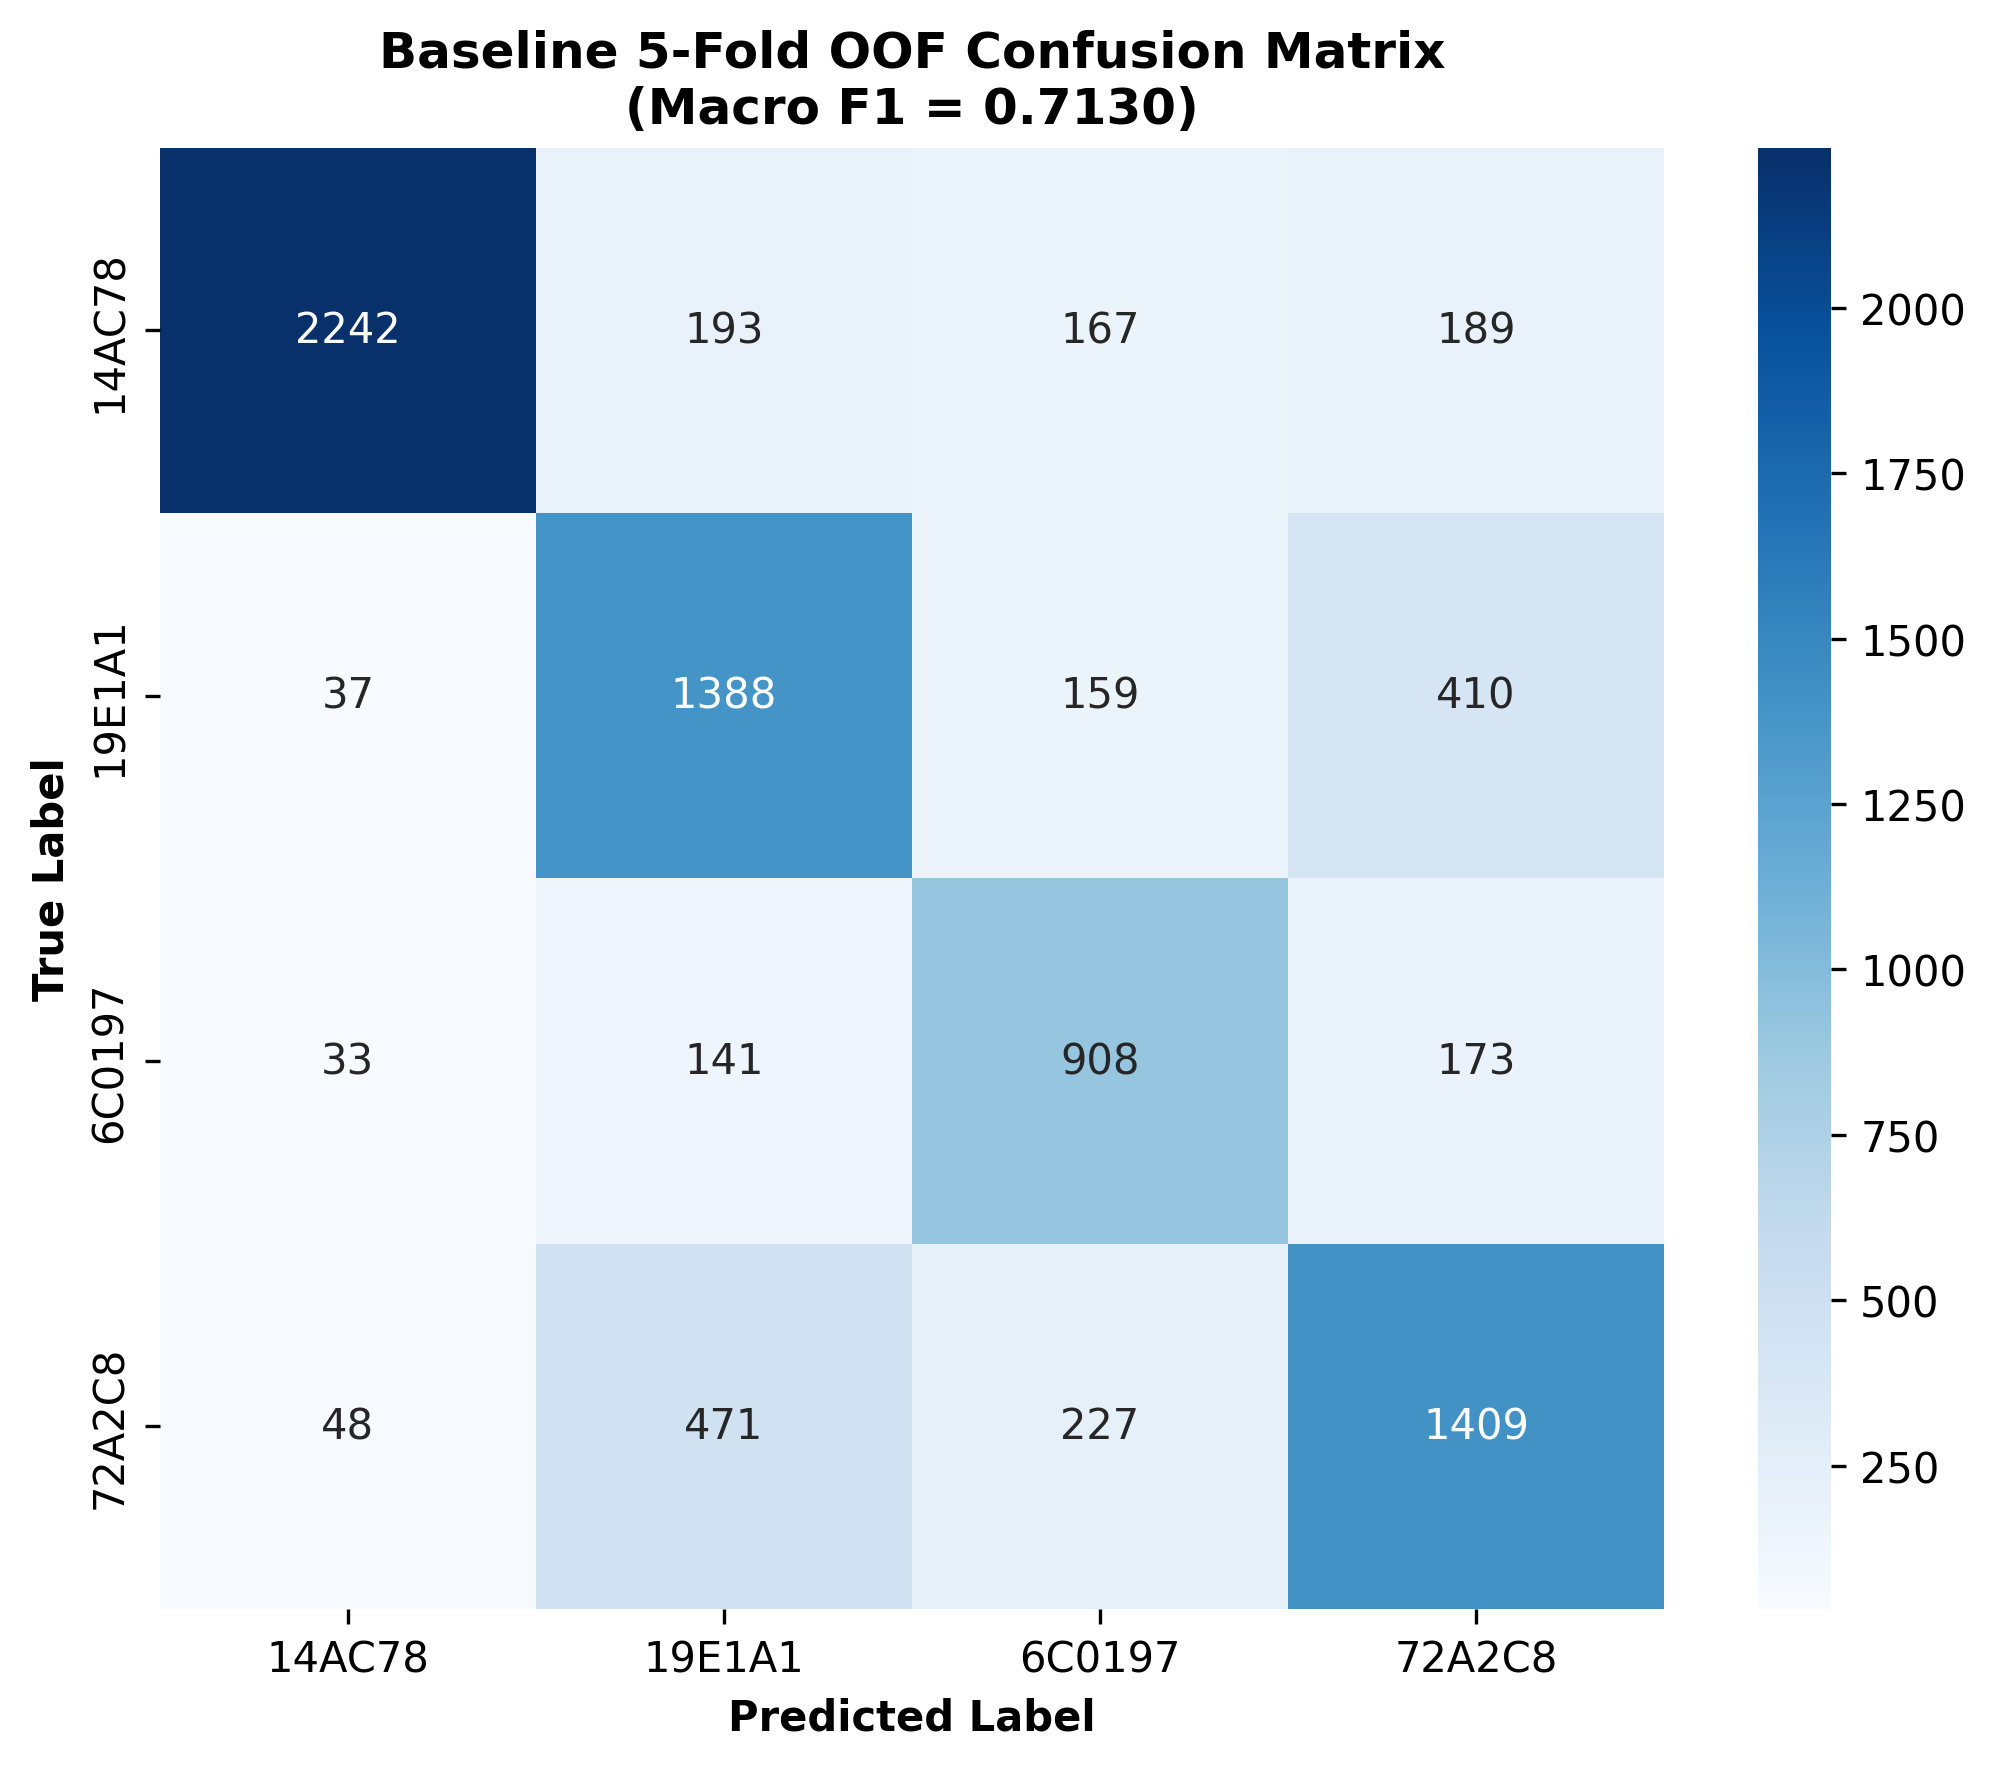 Baseline 5-Fold OOF Confusion Matrix
(Macro F1 = 0.7130)
14AC78
2242 193 167 189
19E1A1
37 1388 159 410
6C0197
33 141 908 173
72A2C8
48 471 227 1409
True Label
14AC78 19E1A1 6C0197 72A2C8
Predicted Label
2000
1750
1500
1250
1000
750
500
250